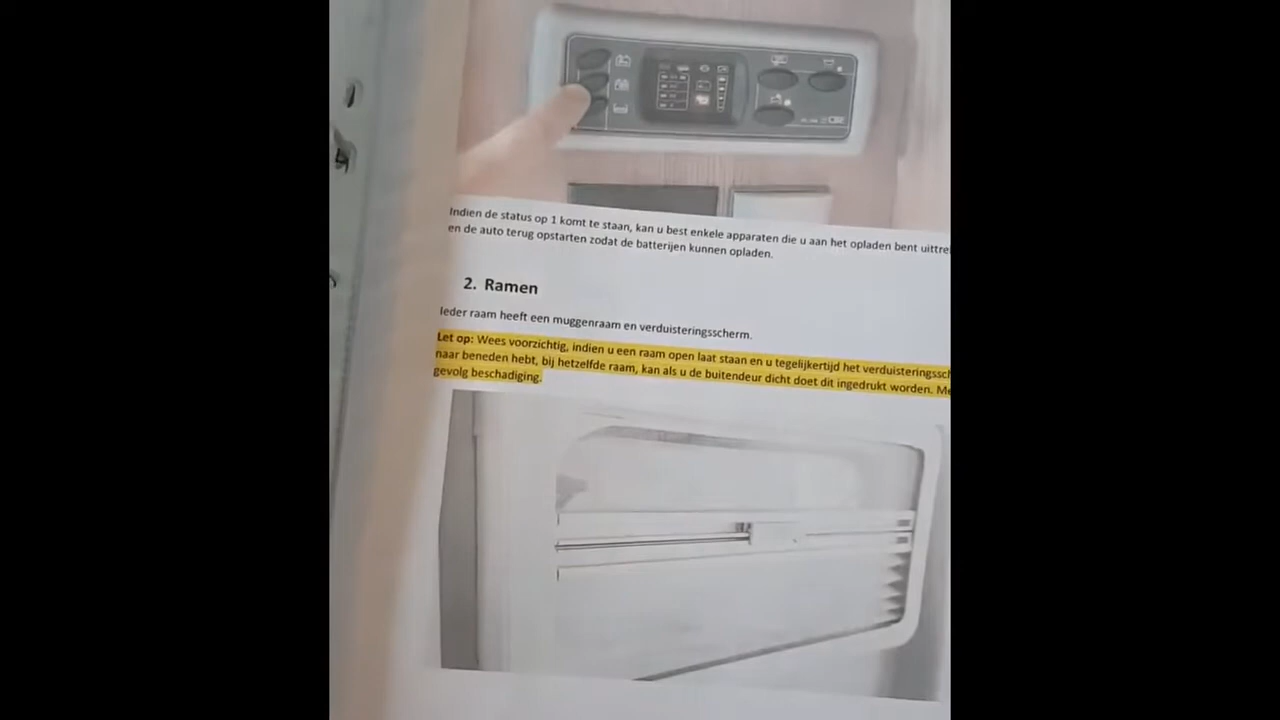 Indien de status op 1 komt te staan, kan u best enkele apparaten die u aan het opladen bent uittre
en de auto terug opstarten zodat de batterijen kunnen opladen.
2. Ramen
Ieder raam heeft een muggenraam en verduisteringsscherm.
Let op: Wees voorzichtig, indien u een raam open laat staan en u tegelijkertijd het verduisteringssch
naar beneden hebt, bij hetzelfde raam, kan als u de buitendeur dicht doet dit ingedrukt worden. Me
gevolg beschadiging.